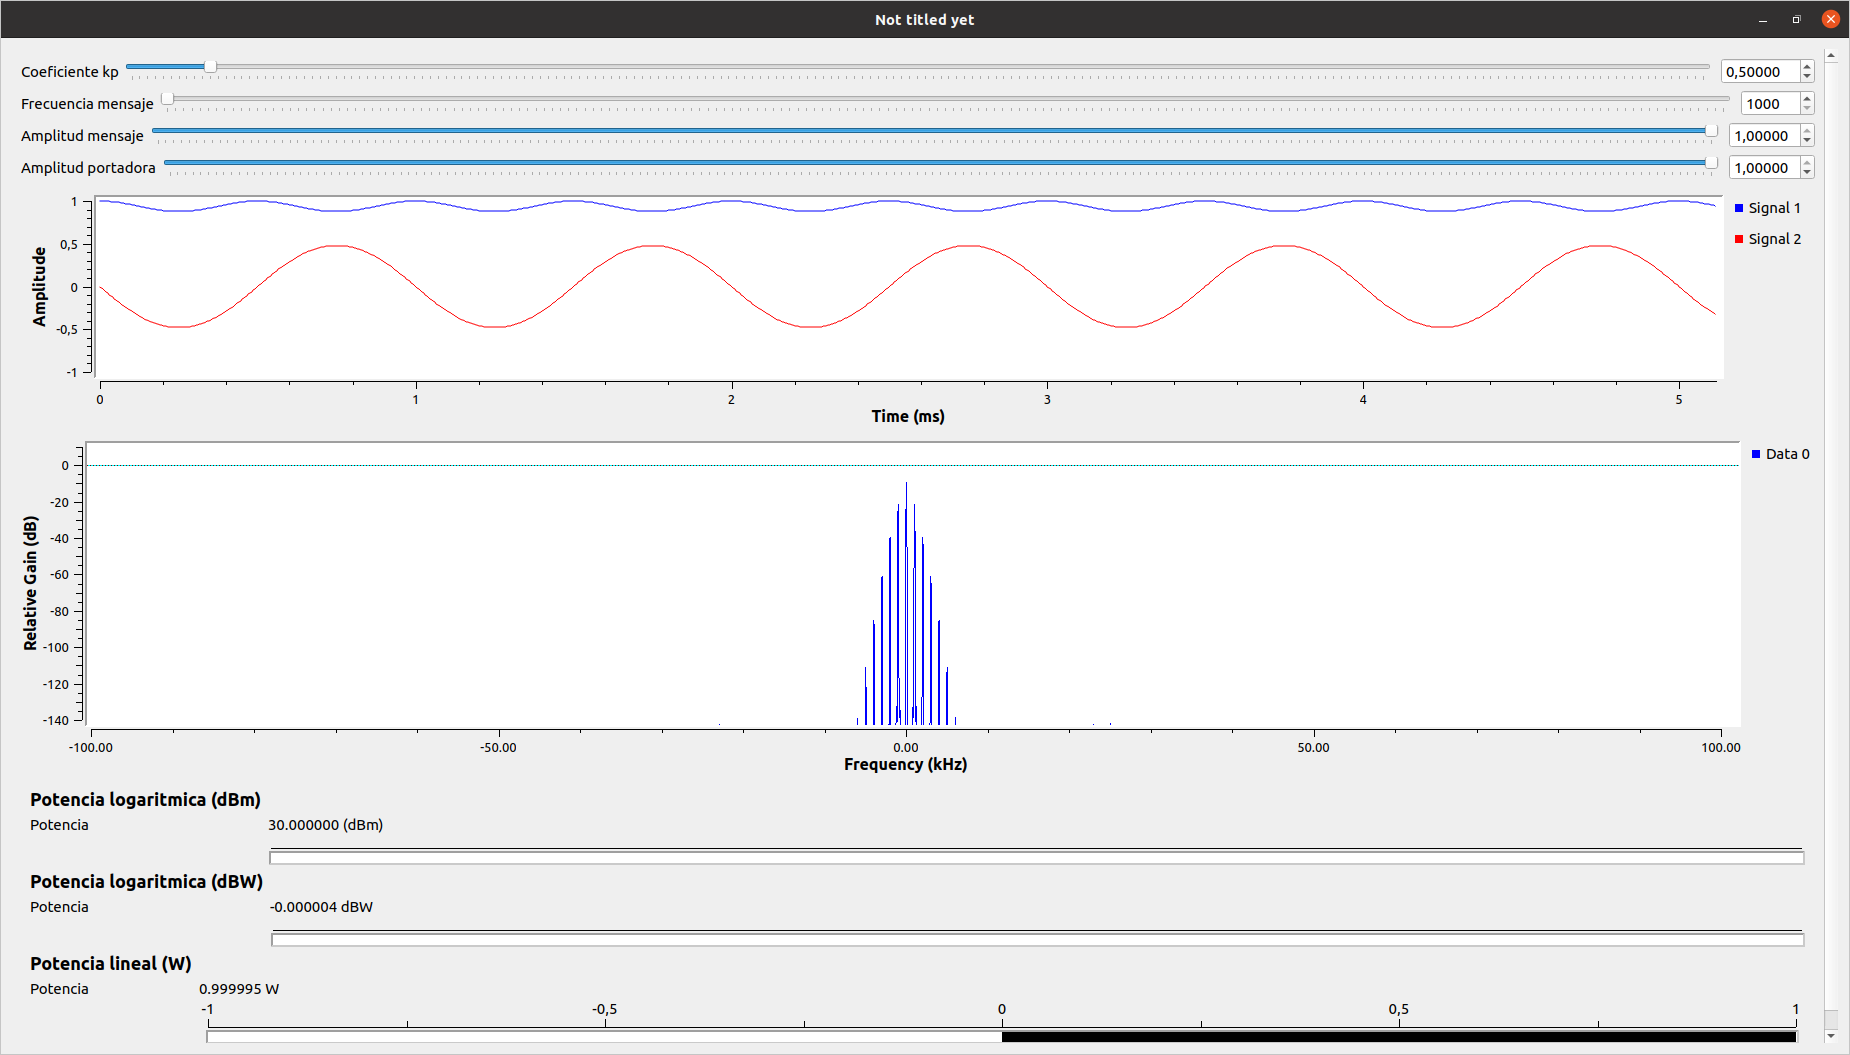 Not titled yet
Coeficiente kp 0,50000
Frecuencia mensaje 1000
Amplitud mensaje 1,00000
Amplitud portadora 1,00000
1
0,5
0
-0,5
-1
Amplitude
Signal 1
Signal 2
0 1 2 3 4 5
Time (ms)
0
-20
-40
-60
-80
-100
-120
-140
Relative Gain (dB)
Data 0
-100.00 -50.00 0.00 50.00 100.00
Frequency (kHz)
Potencia logaritmica (dBm)
Potencia 30.000000 (dBm)
Potencia logaritmica (dBW)
Potencia -0.000004 dBW
Potencia lineal (W)
Potencia 0.999995 W
-1 -0,5 0 0,5 1